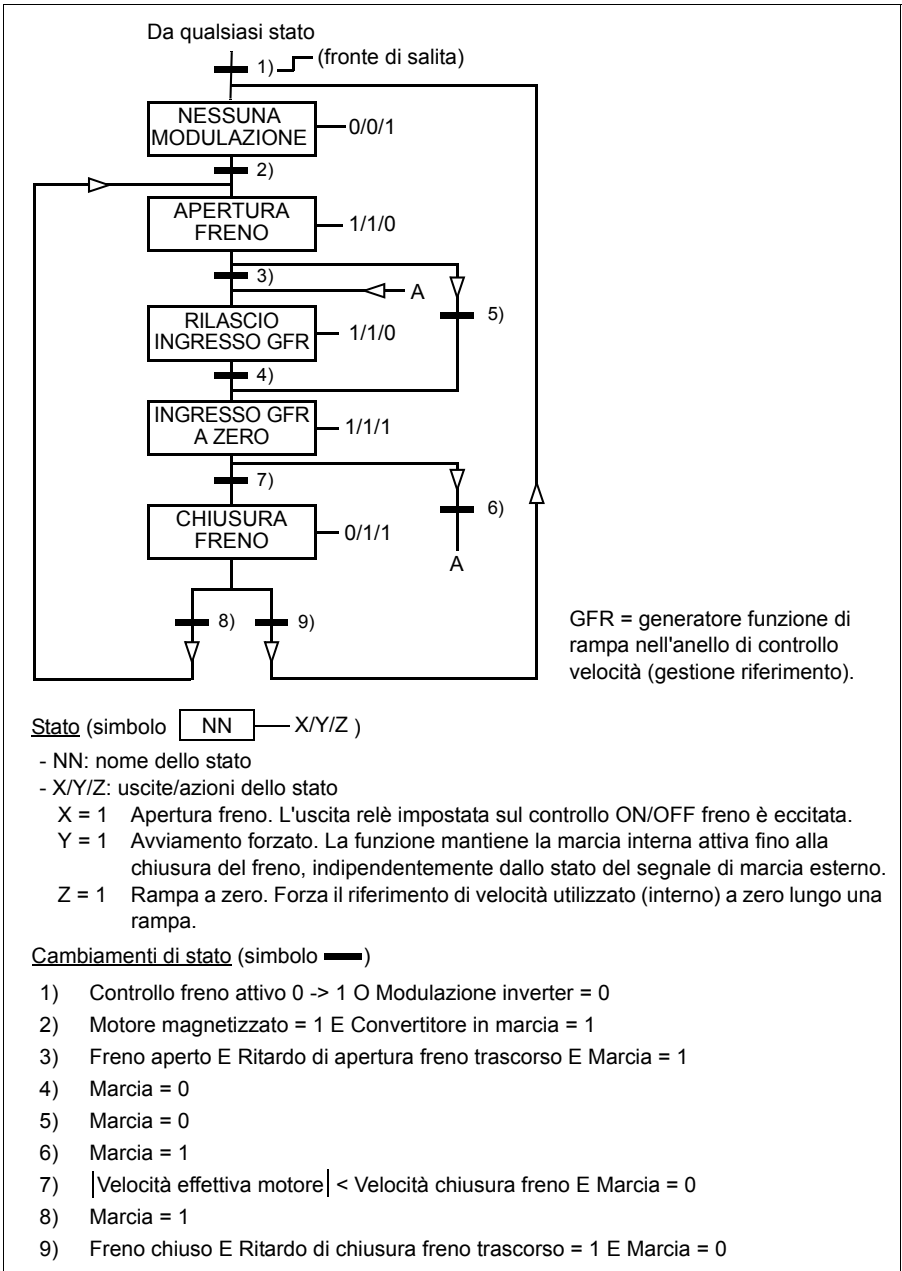 Da qualsiasi stato
1) (fronte di salita)
NESSUNA
MODULAZIONE
0/0/1
2)
APERTURA
FRENO
1/1/0
3)
A
5)
RILASCIO
INGRESSO GFR
1/1/0
4)
INGRESSO GFR
A ZERO
1/1/1
7)
6)
A
CHIUSURA
FRENO
0/1/1
8)
9)
GFR = generatore funzione di
rampa nell'anello di controllo
velocità (gestione riferimento).
Stato (simbolo NN X/Y/Z )
- NN: nome dello stato
- X/Y/Z: uscite/azioni dello stato
X = 1 Apertura freno. L'uscita relè impostata sul controllo ON/OFF freno è eccitata.
Y = 1 Avviamento forzato. La funzione mantiene la marcia interna attiva fino alla
chiusura del freno, indipendentemente dallo stato del segnale di marcia esterno.
Z = 1 Rampa a zero. Forza il riferimento di velocità utilizzato (interno) a zero lungo una
rampa.
Cambiamenti di stato (simbolo )
1) Controllo freno attivo 0 -> 1 O Modulazione inverter = 0
2) Motore magnetizzato = 1 E Convertitore in marcia = 1
3) Freno aperto E Ritardo di apertura freno trascorso E Marcia = 1
4) Marcia = 0
5) Marcia = 0
6) Marcia = 1
7) |Velocità effettiva motore| < Velocità chiusura freno E Marcia = 0
8) Marcia = 1
9) Freno chiuso E Ritardo di chiusura freno trascorso = 1 E Marcia = 0